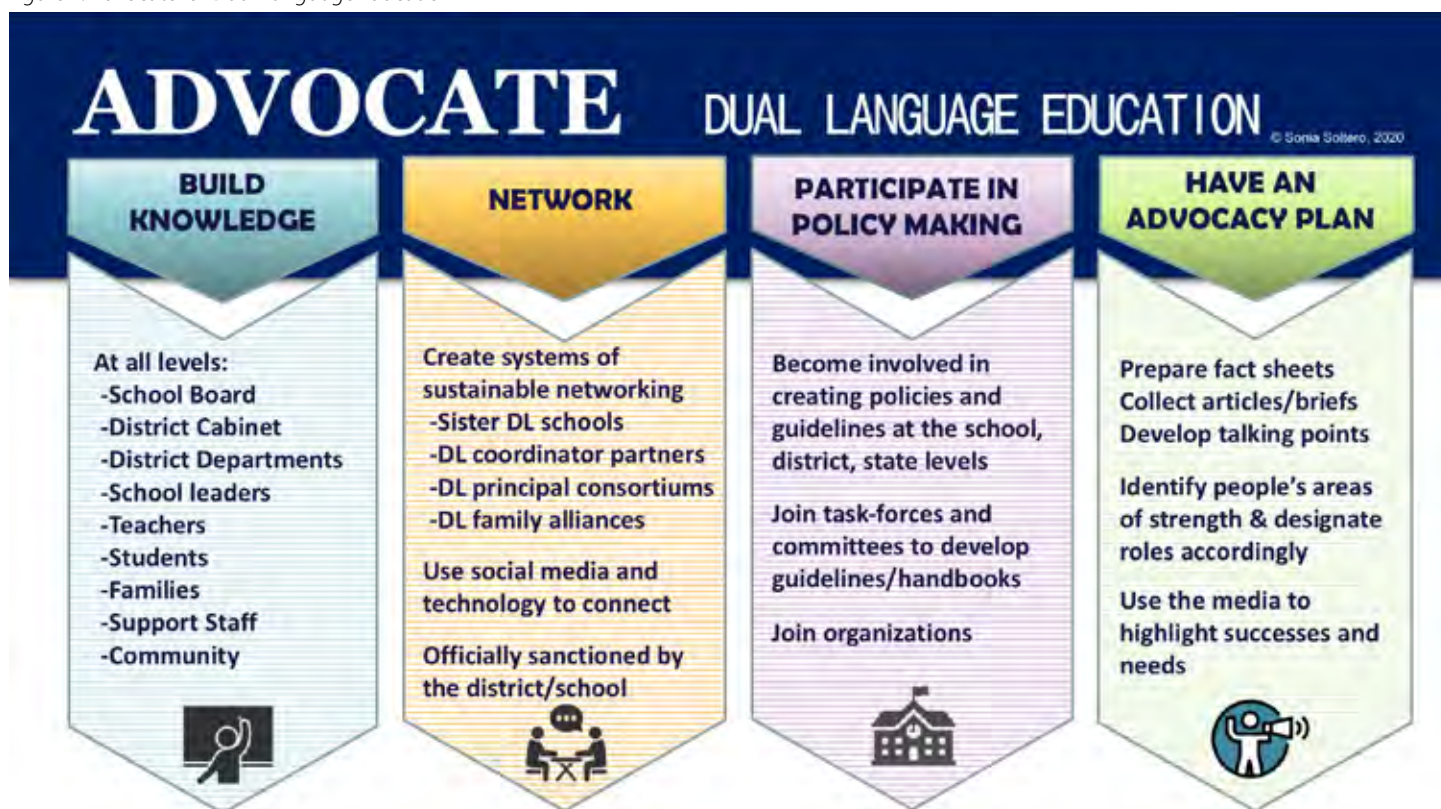 ADVOCATE DUAL LANGUAGE EDUCATION
© Sonia Soltero, 2020
BUILD
KNOWLEDGE
At all levels:
-School Board
-District Cabinet
-District Departments
-School leaders
-Teachers
-Students
-Families
-Support Staff
-Community
NETWORK
Create systems of
sustainable networking
-Sister DL schools
-DL coordinator partners
-DL principal consortiums
-DL family alliances
Use social media and
technology to connect
Officially sanctioned by
the district/school
PARTICIPATE IN
POLICY MAKING
Become involved in
creating policies and
guidelines at the school,
district, state levels
Join task-forces and
committees to develop
guidelines/handbooks
Join organizations
HAVE AN
ADVOCACY PLAN
Prepare fact sheets
Collect articles/briefs
Develop talking points
Identify people's areas
of strength & designate
roles accordingly
Use the media to
highlight successes and
needs